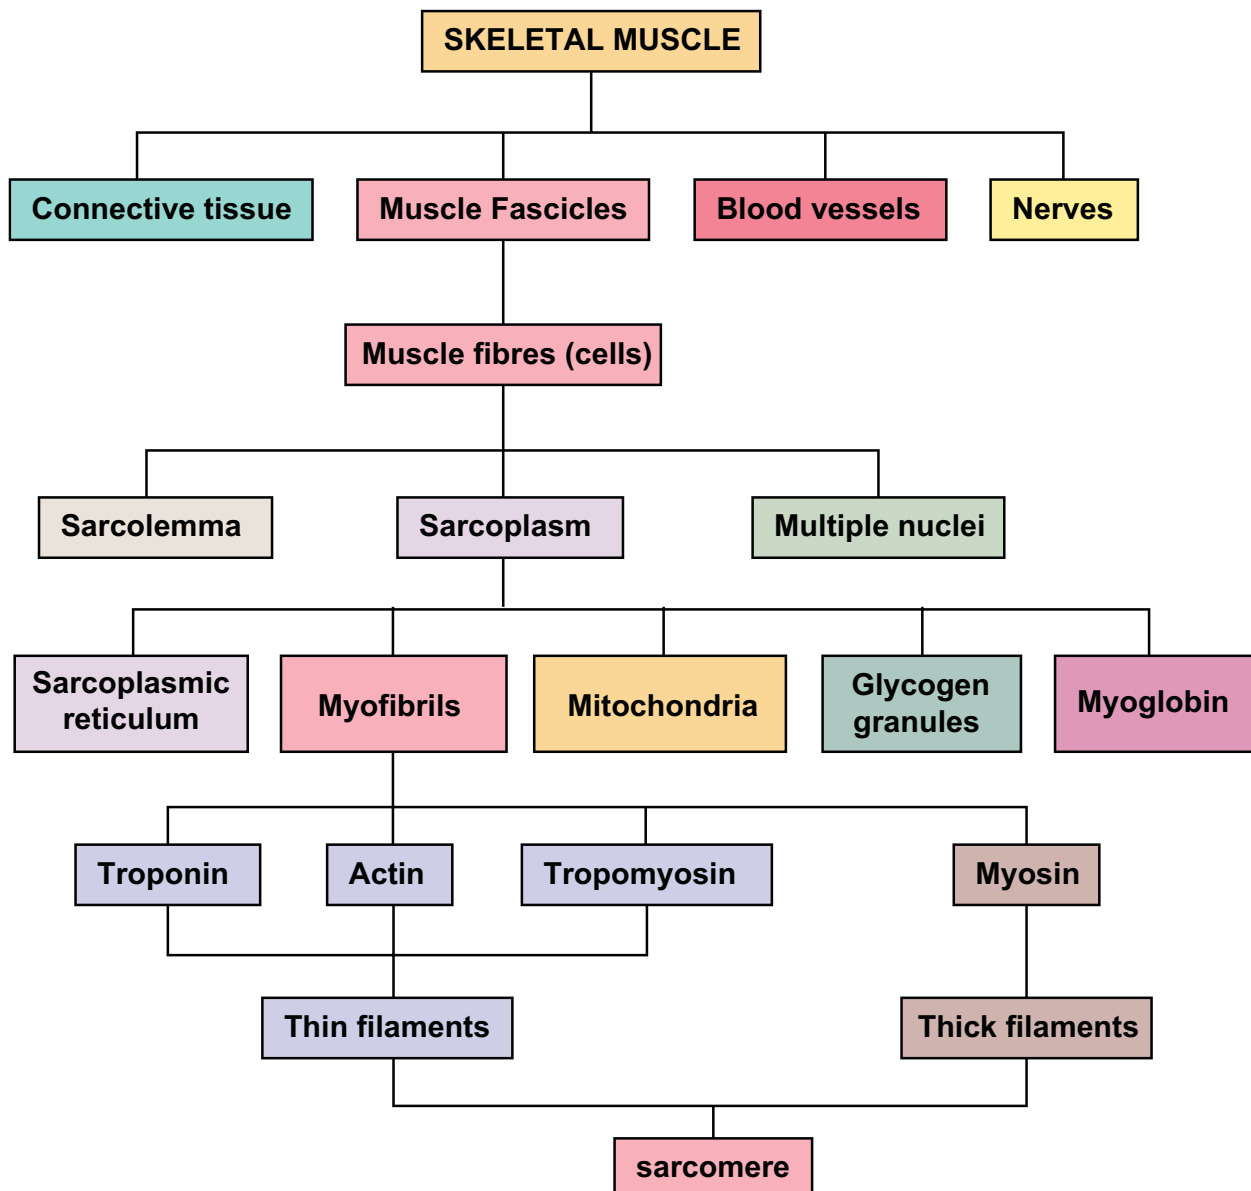 SKELETAL MUSCLE
Connective tissue
Muscle Fascicles
Blood vessels
Nerves
Muscle fibres (cells)
Sarcolemma
Sarcoplasm
Multiple nuclei
Sarcoplasmic
reticulum
Myofibrils
Mitochondria
Glycogen
granules
Myoglobin
Troponin
Actin
Tropomyosin
Myosin
Thin filaments
Thick filaments
sarcomere